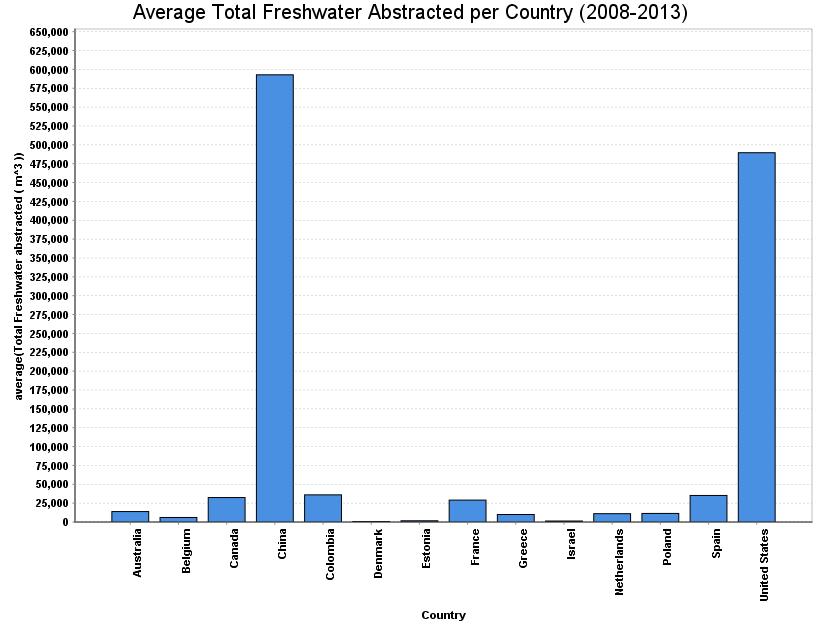 Average Total Freshwater Abstracted per Country (2008-2013)
650,000
625,000
600,000
575,000
550,000
525,000
500,000
475,000
450,000
425,000
400,000
375,000
350,000
325,000
300,000
275,000
250,000
225,000
200,000
175,000
150,000
125,000
100,000
75,000
50,000
25,000
0
average(Total Freshwater abstracted ( m^3 ))
Australia
Belgium
Canada
China
Colombia
Denmark
Estonia
France
Greece
Israel
Netherlands
Poland
Spain
United States
Country